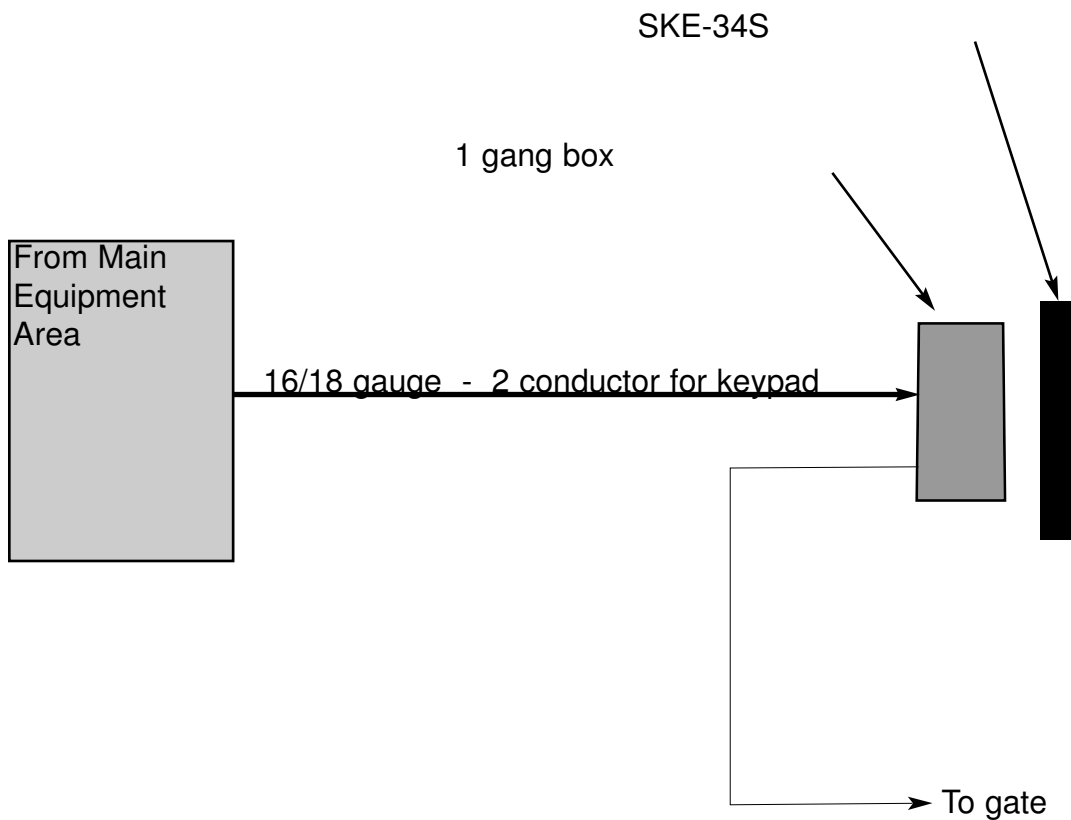 SKE-34S
1 gang box
From Main
Equipment
Area
16/18 gauge - 2 conductor for keypad
To gate